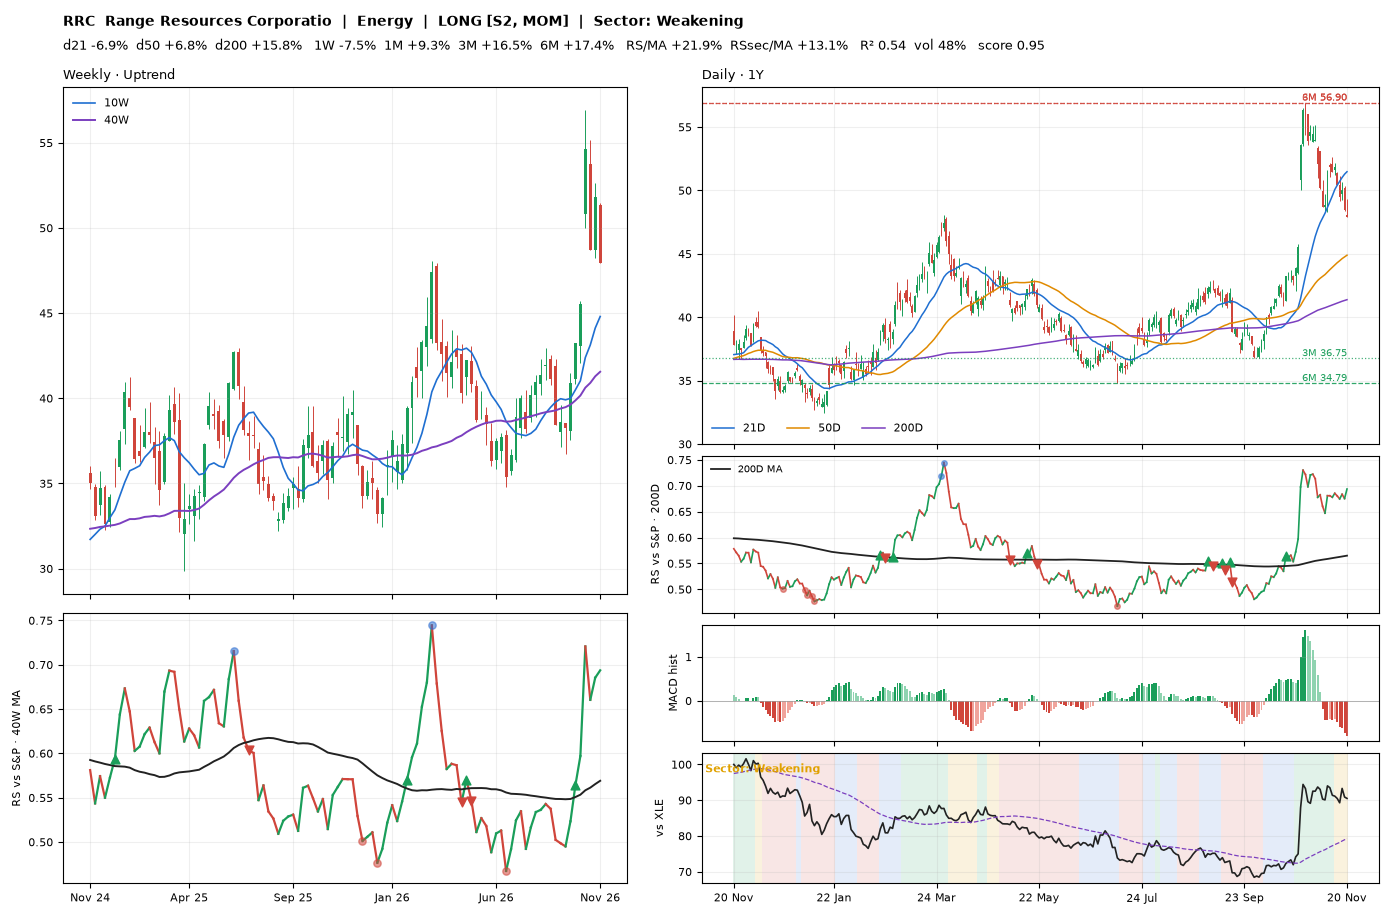 RRC  Range Resources Corporatio  |  Energy  |  LONG [S2, MOM]  |  Sector: Weakening
d21 -6.9%  d50 +6.8%  d200 +15.8%   1W -7.5%  1M +9.3%  3M +16.5%  6M +17.4%   RS/MA +21.9%  RSsec/MA +13.1%   R² 0.54  vol 48%   score 0.95
Weekly · Uptrend
10W
40W
55
50
45
40
35
30
RS vs S&P · 40W MA
0.75
0.70
0.65
0.60
0.55
0.50
Nov 24
Apr 25
Sep 25
Jan 26
Jun 26
Nov 26
Daily · 1Y
55
50
45
40
35
30
6M 56.90
3M 36.75
6M 34.79
21D
50D
200D
RS vs S&P · 200D
0.75
0.70
0.65
0.60
0.55
0.50
200D MA
MACD hist
1
0
vs XLE
100
90
80
70
Sector: Weakening
20 Nov
22 Jan
24 Mar
22 May
24 Jul
23 Sep
20 Nov